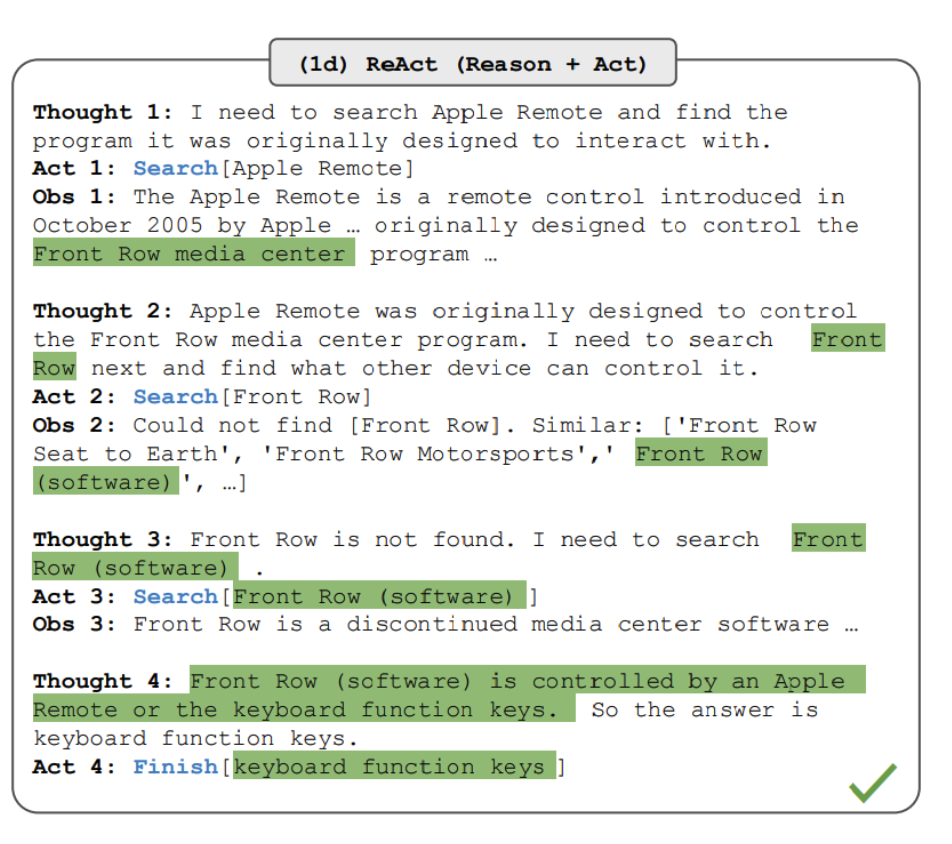 (1d) ReAct (Reason + Act)
Thought 1: I need to search Apple Remote and find the
program it was originally designed to interact with.
Act 1: Search[Apple Remote]
Obs 1: The Apple Remote is a remote control introduced in
October 2005 by Apple … originally designed to control the
Front Row media center program …
Thought 2: Apple Remote was originally designed to control
the Front Row media center program. I need to search Front
Row next and find what other device can control it.
Act 2: Search[Front Row]
Obs 2: Could not find [Front Row]. Similar: ['Front Row
Seat to Earth', 'Front Row Motorsports',' Front Row
(software)', …]
Thought 3: Front Row is not found. I need to search Front
Row (software) .
Act 3: Search[Front Row (software) ]
Obs 3: Front Row is a discontinued media center software …
Thought 4: Front Row (software) is controlled by an Apple
Remote or the keyboard function keys. So the answer is
keyboard function keys.
Act 4: Finish[keyboard function keys ]